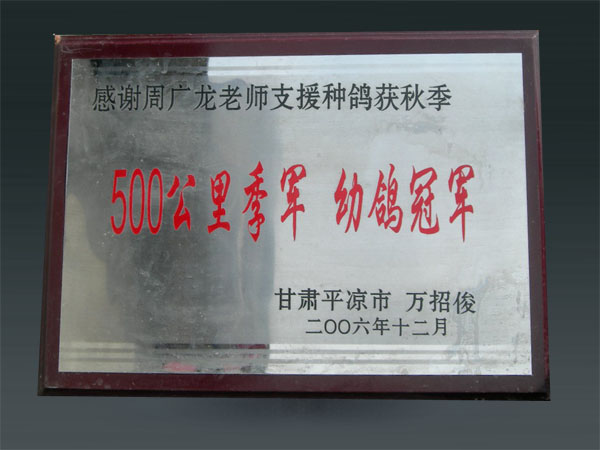 感谢周广龙老师支援种鸽获秋季
500公里季军 幼鸽冠军
甘肃平凉市 万招俊
二〇〇六年十二月